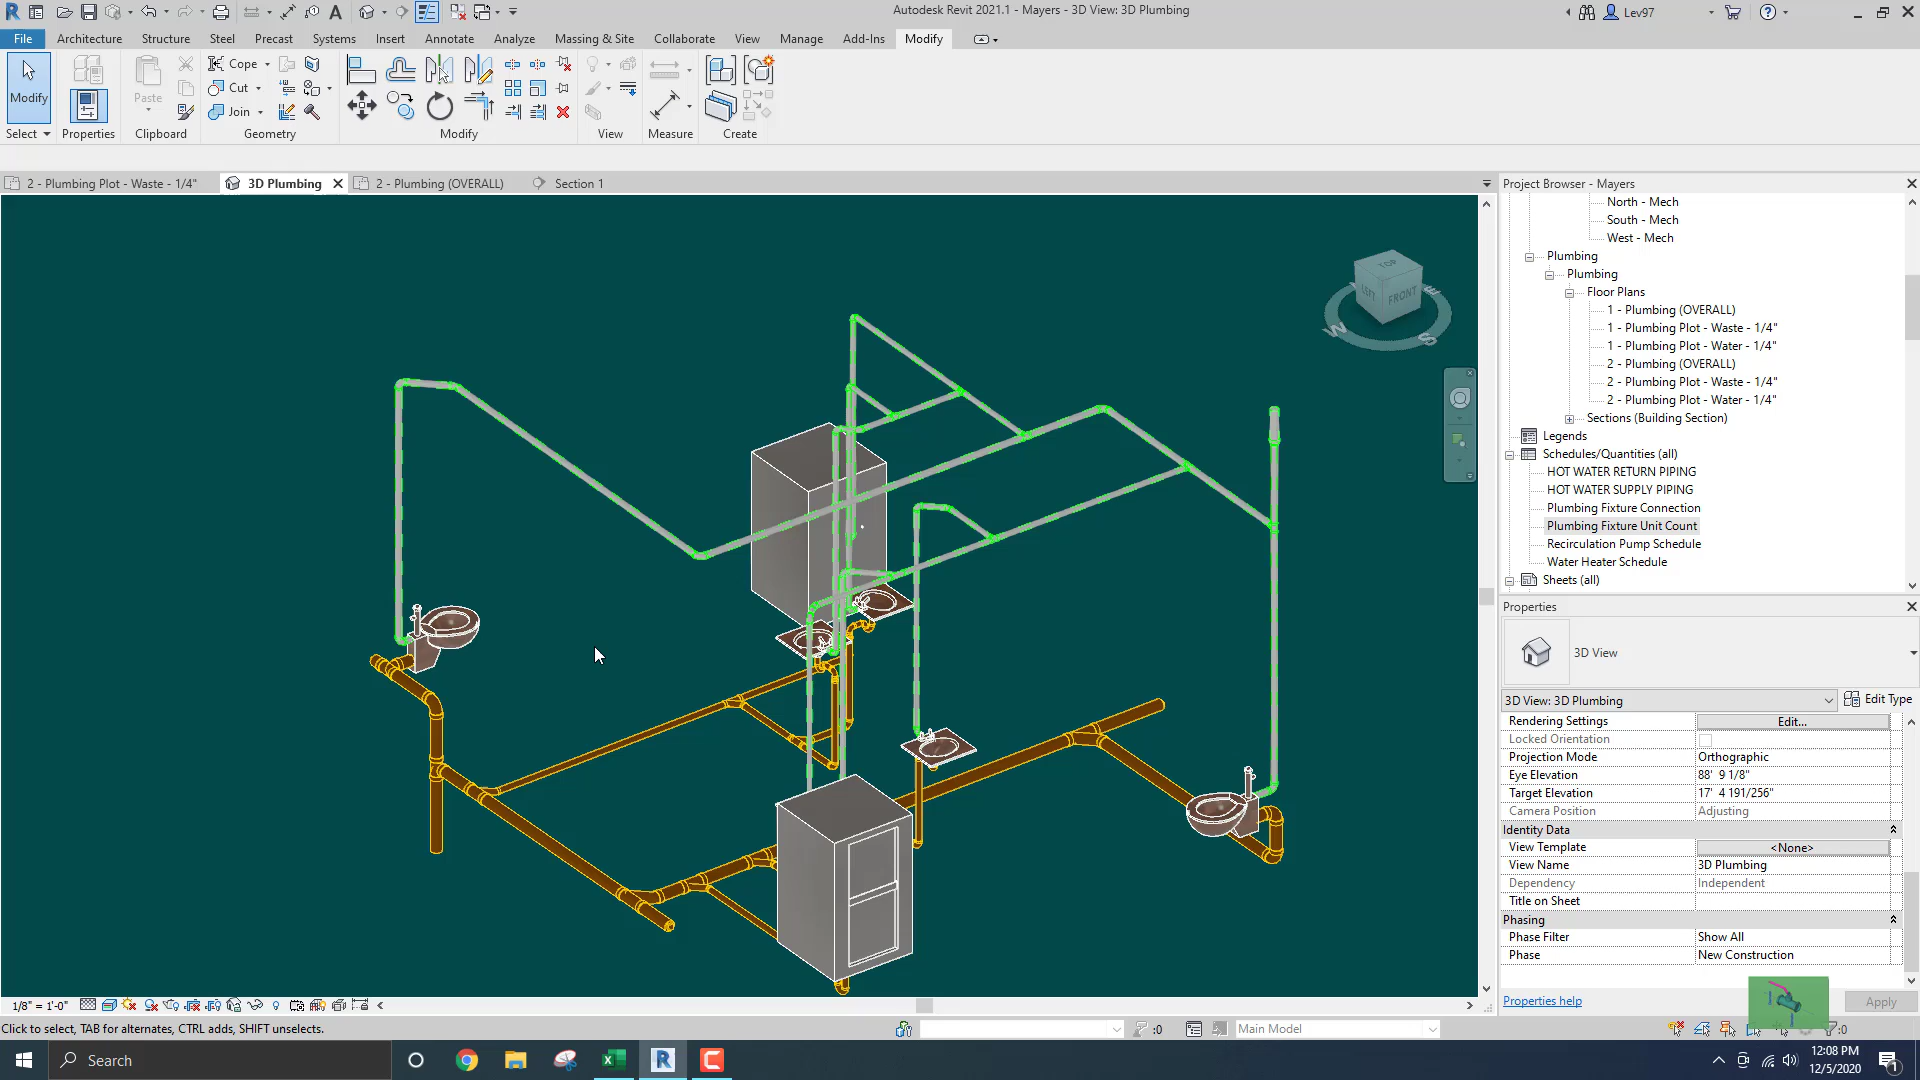 Autodesk Revit 2021.1 - Mayers - 3D View: 3D Plumbing
Lev97
File
Architecture
Structure
Steel
Precast
Systems
Insert
Annotate
Analyze
Massing & Site
Collaborate
View
Manage
Add-Ins
Modify
Modify
Paste
Cope
Cut
Join
Select
Properties
Clipboard
Geometry
Modify
View
Measure
Create
2 - Plumbing Plot - Waste - 1/4"
3D Plumbing
2 - Plumbing (OVERALL)
Section 1
TOP
LEFT
FRONT
W
S
E
Project Browser - Mayers
North - Mech
South - Mech
West - Mech
Plumbing
Plumbing
Floor Plans
1 - Plumbing (OVERALL)
1 - Plumbing Plot - Waste - 1/4"
1 - Plumbing Plot - Water - 1/4"
2 - Plumbing (OVERALL)
2 - Plumbing Plot - Waste - 1/4"
2 - Plumbing Plot - Water - 1/4"
Sections (Building Section)
Legends
Schedules/Quantities (all)
HOT WATER RETURN PIPING
HOT WATER SUPPLY PIPING
Plumbing Fixture Connection
Plumbing Fixture Unit Count
Recirculation Pump Schedule
Water Heater Schedule
Sheets (all)
Properties
3D View
3D View: 3D Plumbing
Edit Type
Rendering Settings Edit...
Locked Orientation
Projection Mode Orthographic
Eye Elevation 88' 9 1/8"
Target Elevation 17' 4 191/256"
Camera Position Adjusting
Identity Data
View Template <None>
View Name 3D Plumbing
Dependency Independent
Title on Sheet
Phasing
Phase Filter Show All
Phase New Construction
Properties help
Apply
1/8" = 1'-0"
Click to select, TAB for alternates, CTRL adds, SHIFT unselects.
:0
Main Model
:0
Search
12:08 PM
12/5/2020
1